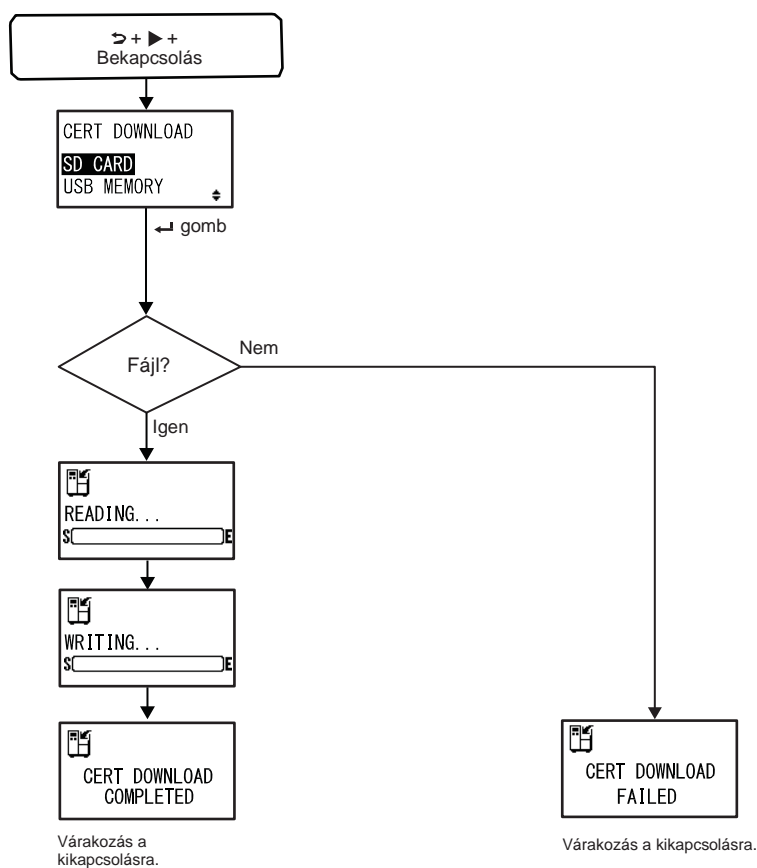 ⮌ + ▶ +
Bekapcsolás
CERT DOWNLOAD
SD CARD
USB MEMORY
↵ gomb
Fájl?
Nem
Igen
READING...
S E
WRITING...
S E
CERT DOWNLOAD
COMPLETED
CERT DOWNLOAD
FAILED
Várakozás a
kikapcsolásra.
Várakozás a kikapcsolásra.